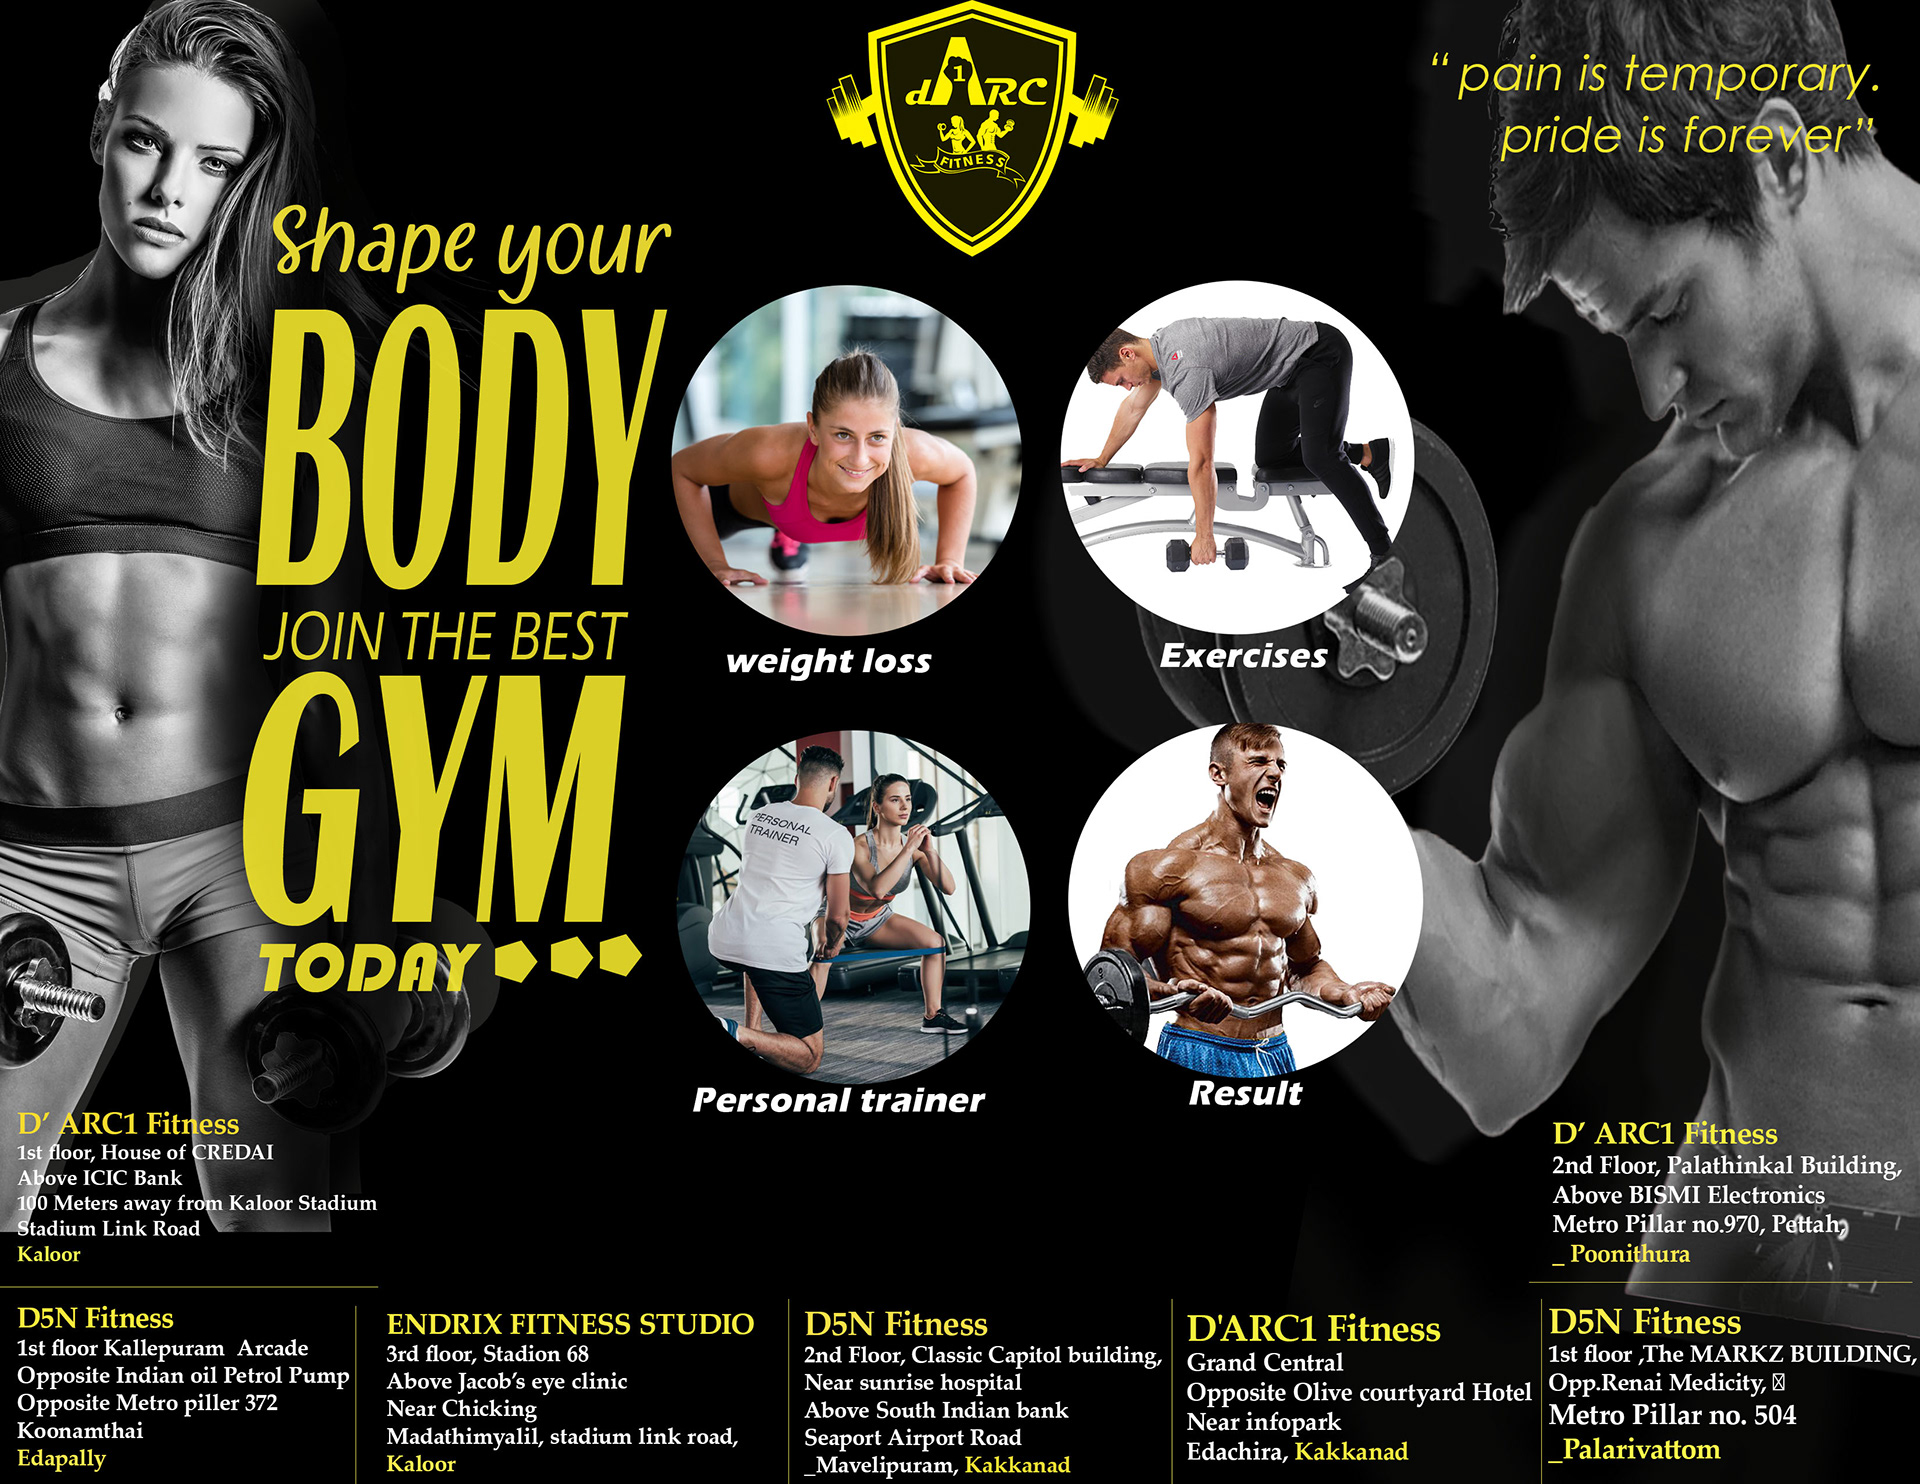 d'ARC
1
FITNESS
“ pain is temporary.
pride is forever”
Shape your
BODY
JOIN THE BEST
GYM
TODAY
weight loss
Exercises
PERSONAL
TRAINER
Personal trainer
Result
D’ ARC1 Fitness
1st floor, House of CREDAI
Above ICIC Bank
100 Meters away from Kaloor Stadium
Stadium Link Road
Kaloor
D’ ARC1 Fitness
2nd Floor, Palathinkal Building,
Above BISMI Electronics
Metro Pillar no.970, Pettah,
_ Poonithura
D5N Fitness
1st floor Kallepuram Arcade
Opposite Indian oil Petrol Pump
Opposite Metro piller 372
Koonamthai
Edapally
ENDRIX FITNESS STUDIO
3rd floor, Stadion 68
Above Jacob’s eye clinic
Near Chicking
Madathimyalil, stadium link road,
Kaloor
D5N Fitness
2nd Floor, Classic Capitol building,
Near sunrise hospital
Above South Indian bank
Seaport Airport Road
_Mavelipuram, Kakkanad
D'ARC1 Fitness
Grand Central
Opposite Olive courtyard Hotel
Near infopark
Edachira, Kakkanad
D5N Fitness
1st floor ,The MARKZ BUILDING,
Opp.Renai Medicity,
Metro Pillar no. 504
_Palarivattom